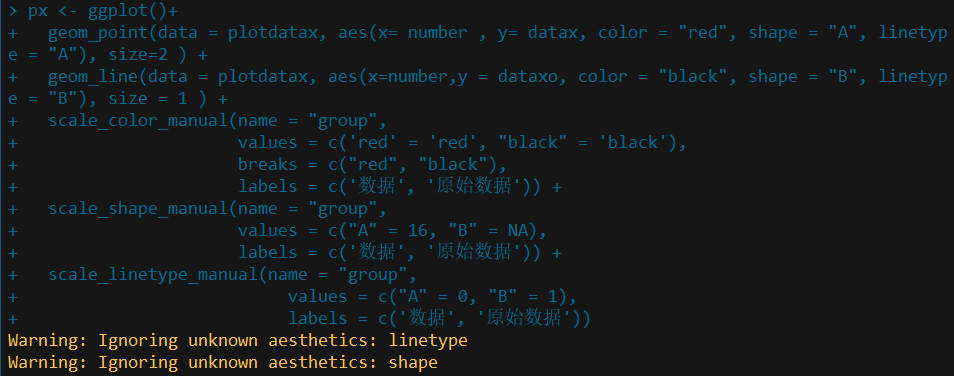 > px <- ggplot()+
+   geom_point(data = plotdatax, aes(x= number , y= datax, color = "red", shape = "A", linetyp
e = "A"), size=2 ) +
+   geom_line(data = plotdatax, aes(x=number,y = dataxo, color = "black", shape = "B", linetyp
e = "B"), size = 1 ) +
+   scale_color_manual(name = "group",
+                      values = c('red' = 'red', "black" = 'black'),
+                      breaks = c("red", "black"),
+                      labels = c('数据', '原始数据')) +
+   scale_shape_manual(name = "group",
+                      values = c("A" = 16, "B" = NA),
+                      labels = c('数据', '原始数据')) +
+   scale_linetype_manual(name = "group",
+                           values = c("A" = 0, "B" = 1),
+                           labels = c('数据', '原始数据'))
Warning: Ignoring unknown aesthetics: linetype
Warning: Ignoring unknown aesthetics: shape